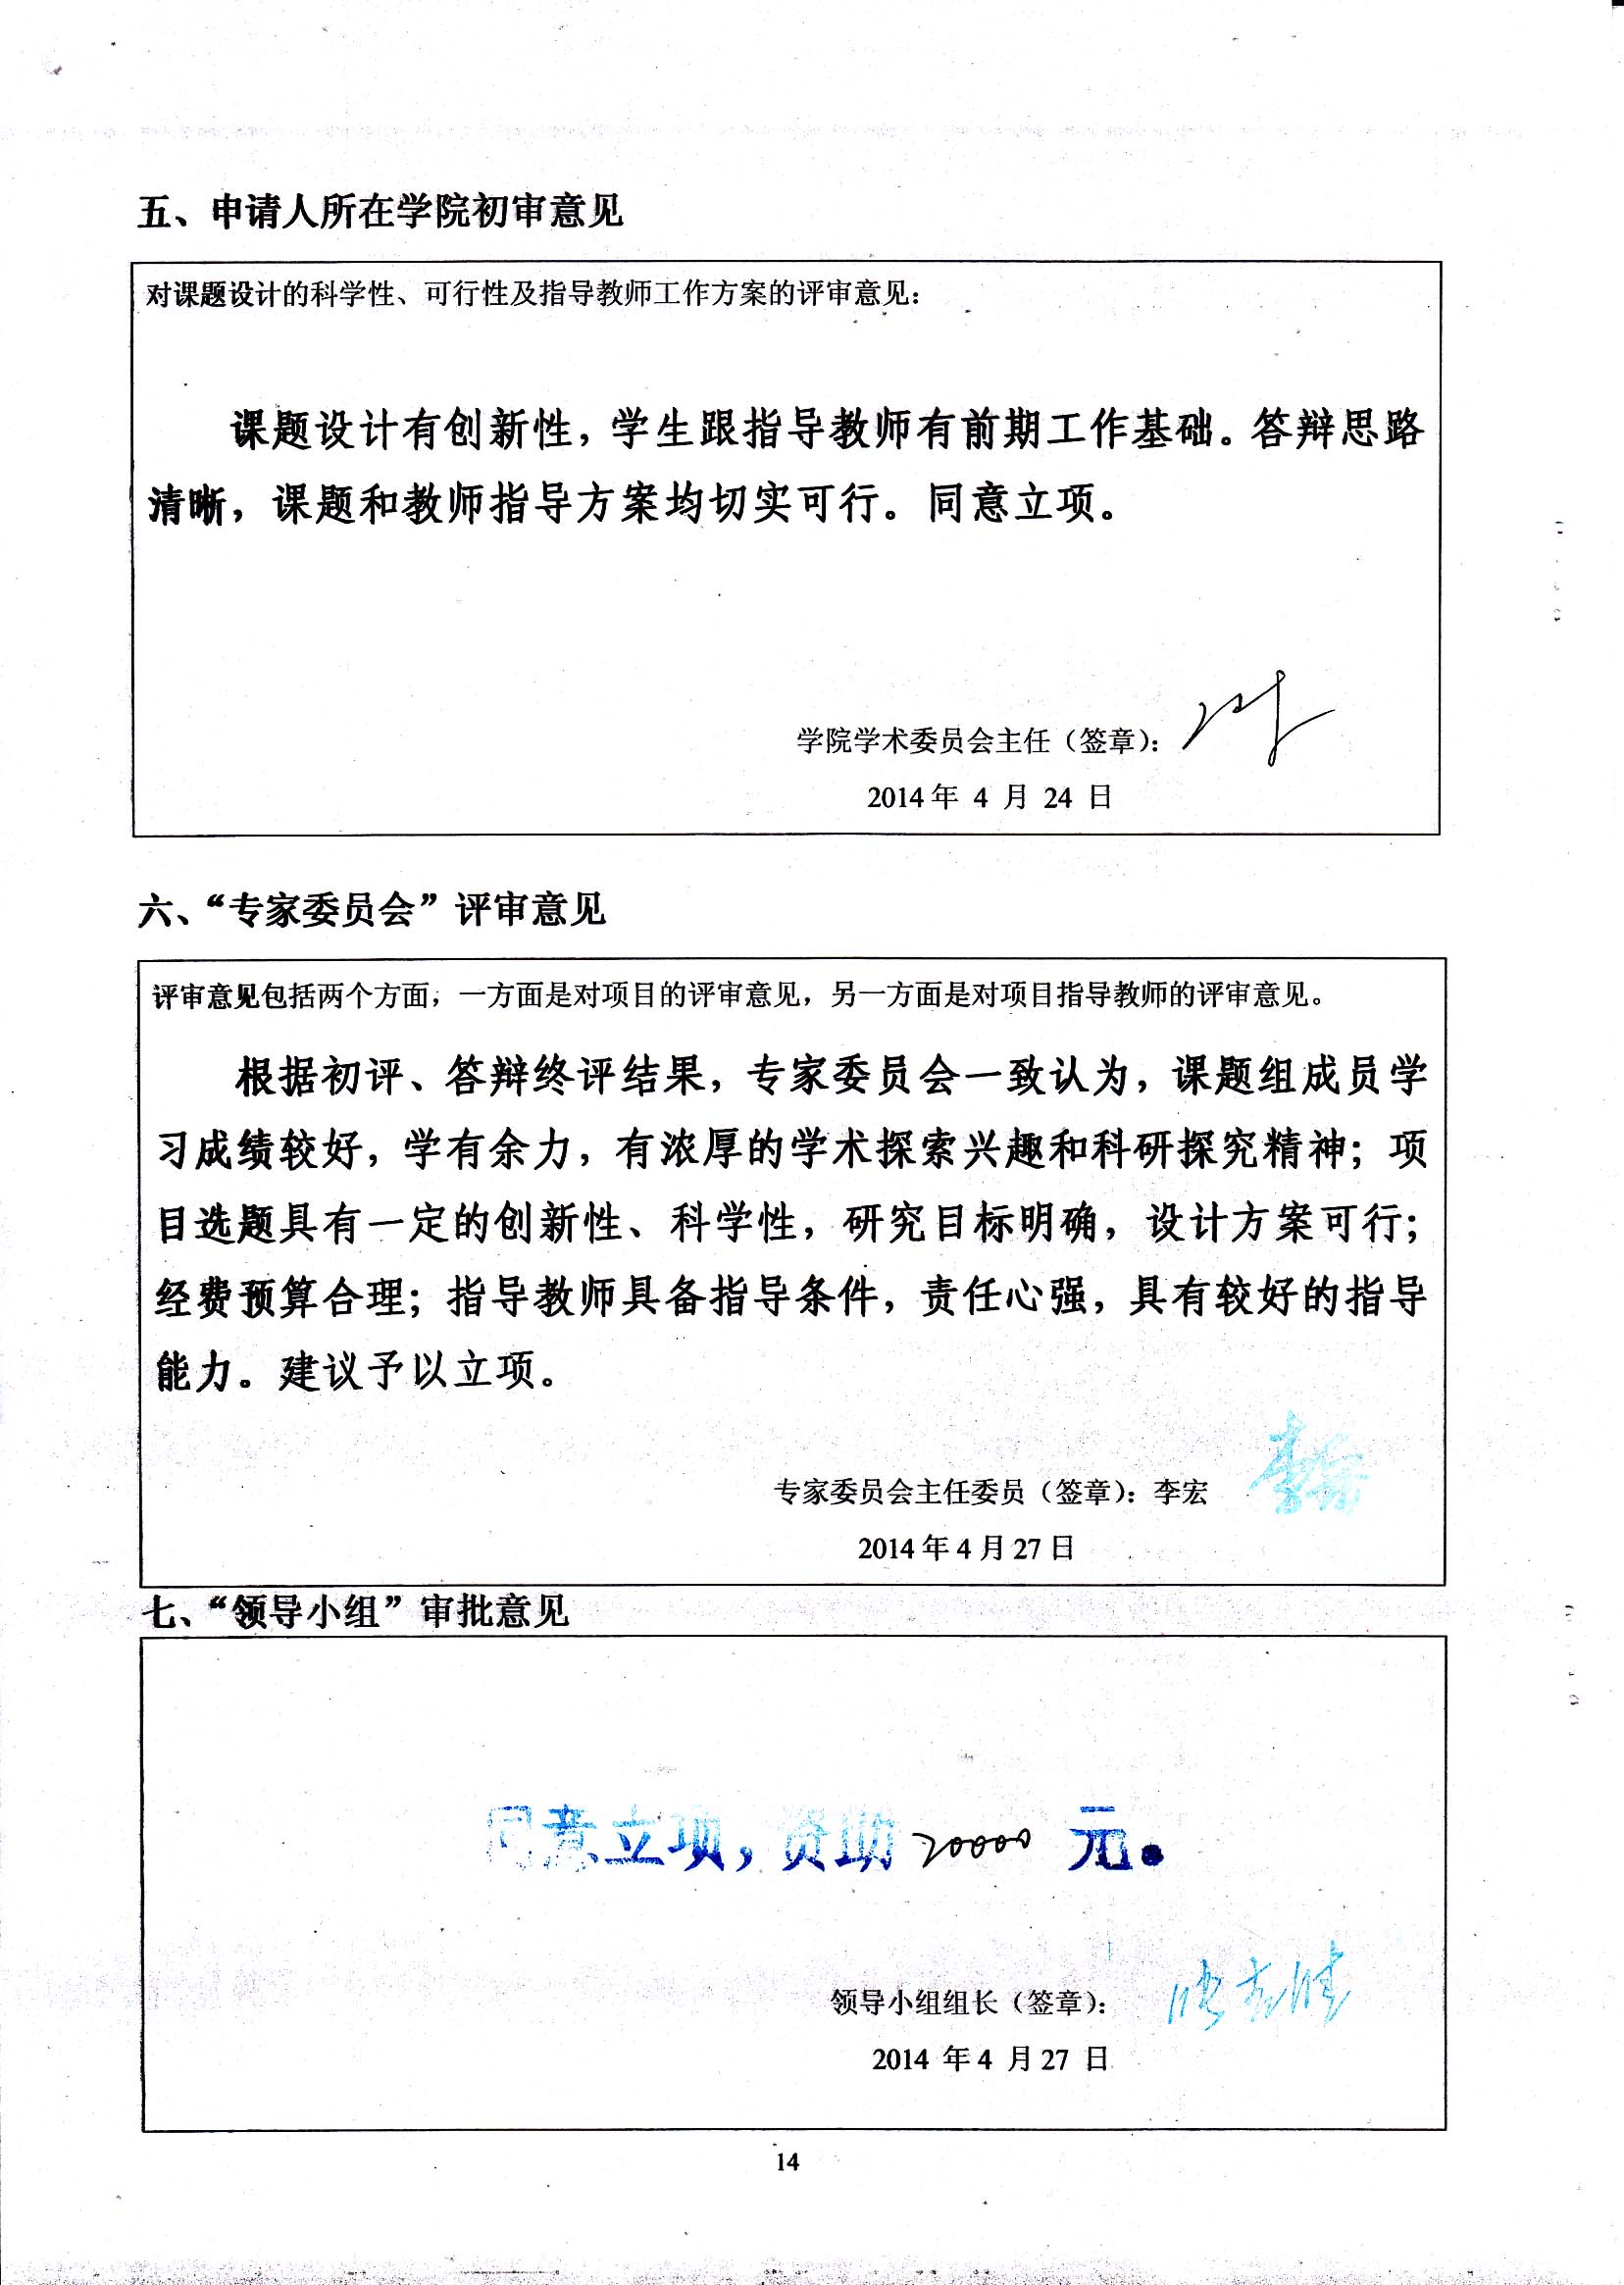 五、申请人所在学院初审意见
对课题设计的科学性、可行性及指导教师工作方案的评审意见：
课题设计有创新性，学生跟指导教师有前期工作基础。答辩思路
清晰，课题和教师指导方案均切实可行。同意立项。
学院学术委员会主任（签章）：
2014 年 4 月 24 日
六、“专家委员会”评审意见
评审意见包括两个方面，一方面是对项目的评审意见，另一方面是对项目指导教师的评审意见。
根据初评、答辩终评结果，专家委员会一致认为，课题组成员学
习成绩较好，学有余力，有浓厚的学术探索兴趣和科研探究精神；项
目选题具有一定的创新性、科学性，研究目标明确，设计方案可行；
经费预算合理；指导教师具备指导条件，责任心强，具有较好的指导
能力。建议予以立项。
专家委员会主任委员（签章）：李宏
2014 年 4 月 27 日
七、“领导小组”审批意见
同意立项，资助 20000 元。
领导小组组长（签章）：
2014 年 4 月 27 日
14